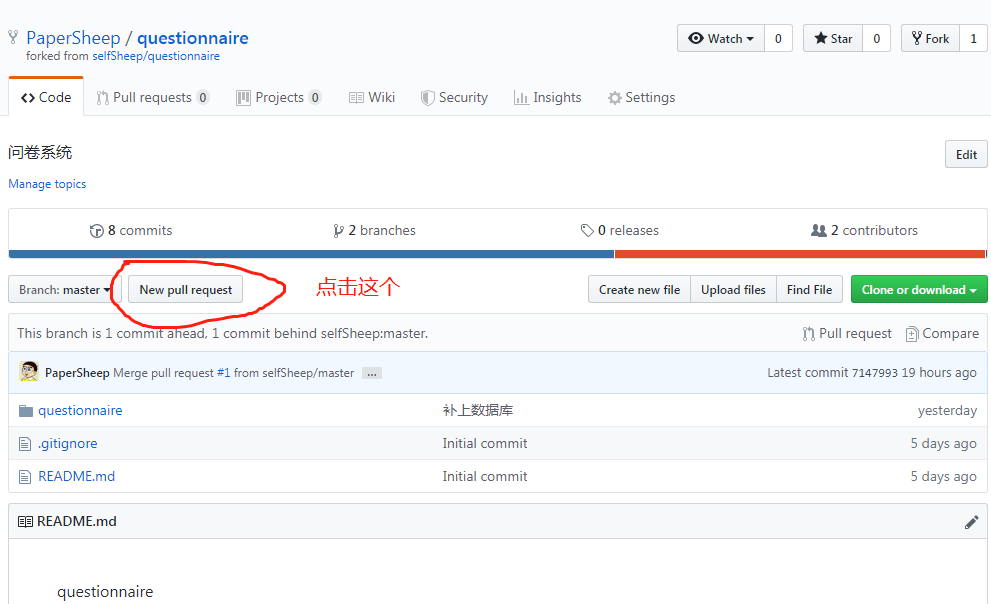 PaperSheep / questionnaire
forked from selfSheep/questionnaire
Watch 0 Star 0 Fork 1
Code Pull requests 0 Projects 0 Wiki Security Insights Settings
问卷系统
Edit
Manage topics
8 commits 2 branches 0 releases 2 contributors
Branch: master New pull request 点击这个 Create new file Upload files Find File Clone or download
This branch is 1 commit ahead, 1 commit behind selfSheep:master. Pull request Compare
PaperSheep Merge pull request #1 from selfSheep/master ... Latest commit 7147993 19 hours ago
questionnaire 补上数据库 yesterday
.gitignore Initial commit 5 days ago
README.md Initial commit 5 days ago
README.md
questionnaire